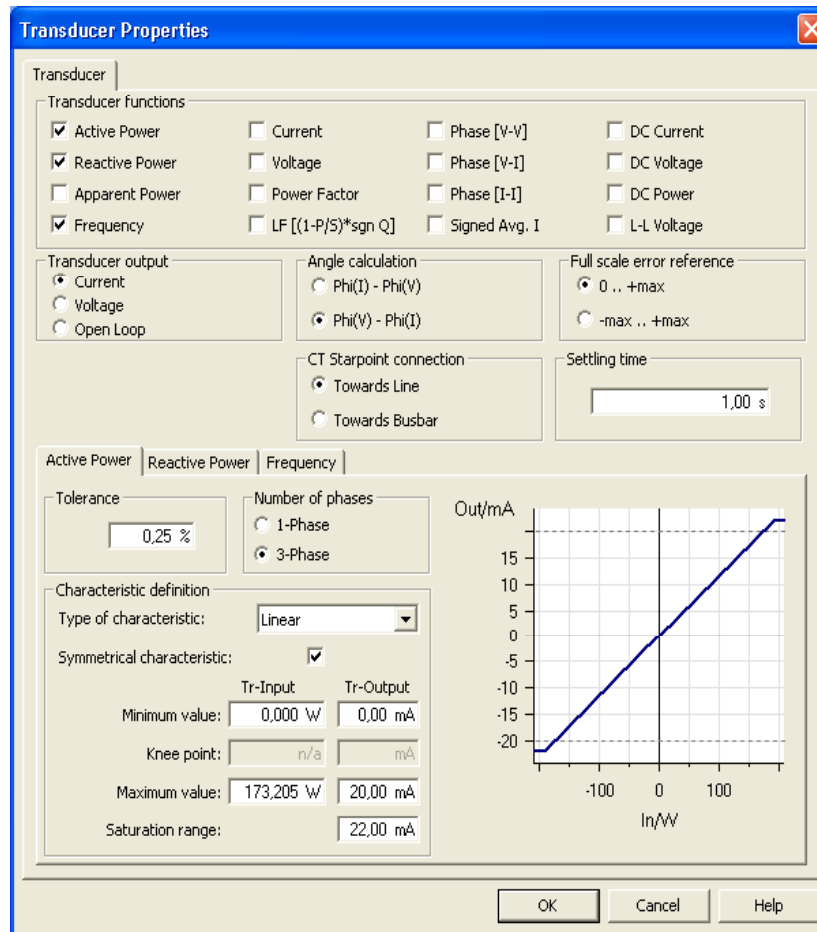 Transducer Properties
Transducer
Transducer functions
Active Power Current Phase [V-V] DC Current
Reactive Power Voltage Phase [V-I] DC Voltage
Apparent Power Power Factor Phase [I-I] DC Power
Frequency LF [(1-P/S)*sgn Q] Signed Avg. I L-L Voltage
Transducer output Angle calculation Full scale error reference
Current Phi(I) - Phi(V) 0 .. +max
Voltage
Open Loop Phi(V) - Phi(I) -max .. +max
CT Starpoint connection Settling time
Towards Line 1,00 s
Towards Busbar
Active Power Reactive Power Frequency
Tolerance Number of phases
0,25 % 1-Phase
3-Phase
Characteristic definition
Type of characteristic: Linear
Symmetrical characteristic:
Tr-Input Tr-Output
Minimum value: 0,000 W 0,00 mA
Knee point: n/a mA
Maximum value: 173,205 W 20,00 mA
Saturation range: 22,00 mA
Out/mA
15
10
5
0
-5
-10
-15
-20
-100 0 100
In/W
OK Cancel Help